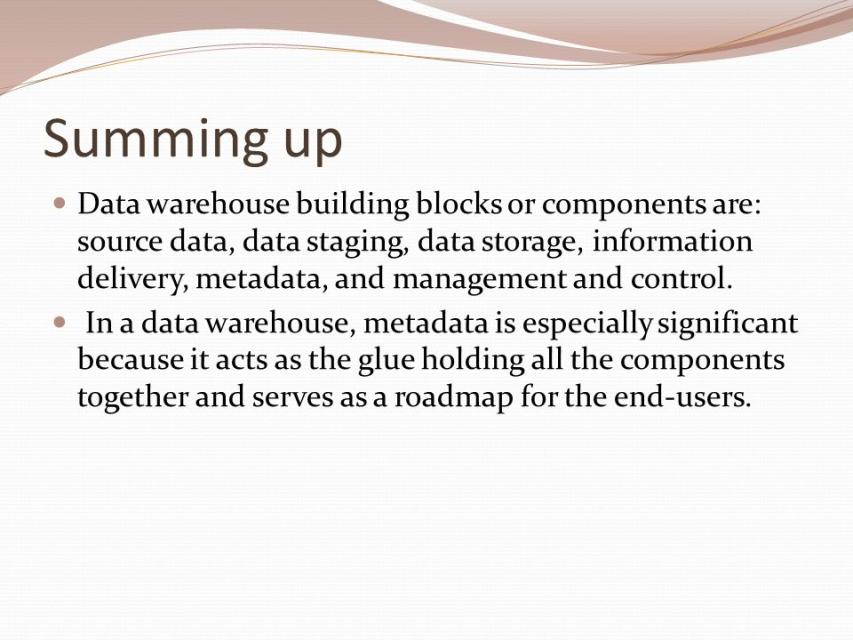 Summing up
Data warehouse building blocks or components are:
source data, data staging, data storage, information
delivery, metadata, and management and control.
In a data warehouse, metadata is especially significant
because it acts as the glue holding all the components
together and serves as a roadmap for the end-users.